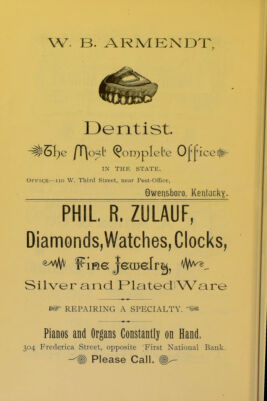 W. B. ARMENDT,
Dentist.
The Most Complete Office
IN THE STATE.
OFFICE—110 W. Third Street, near Post-Office,
Owensboro, Kentucky.
PHIL. R. ZULAUF,
Diamonds, Watches, Clocks,
Fine Jewelry,
Silver and Plated Ware
REPAIRING A SPECIALTY.
Pianos and Organs Constantly on Hand.
304 Frederica Street, opposite First National Bank.
Please Call.